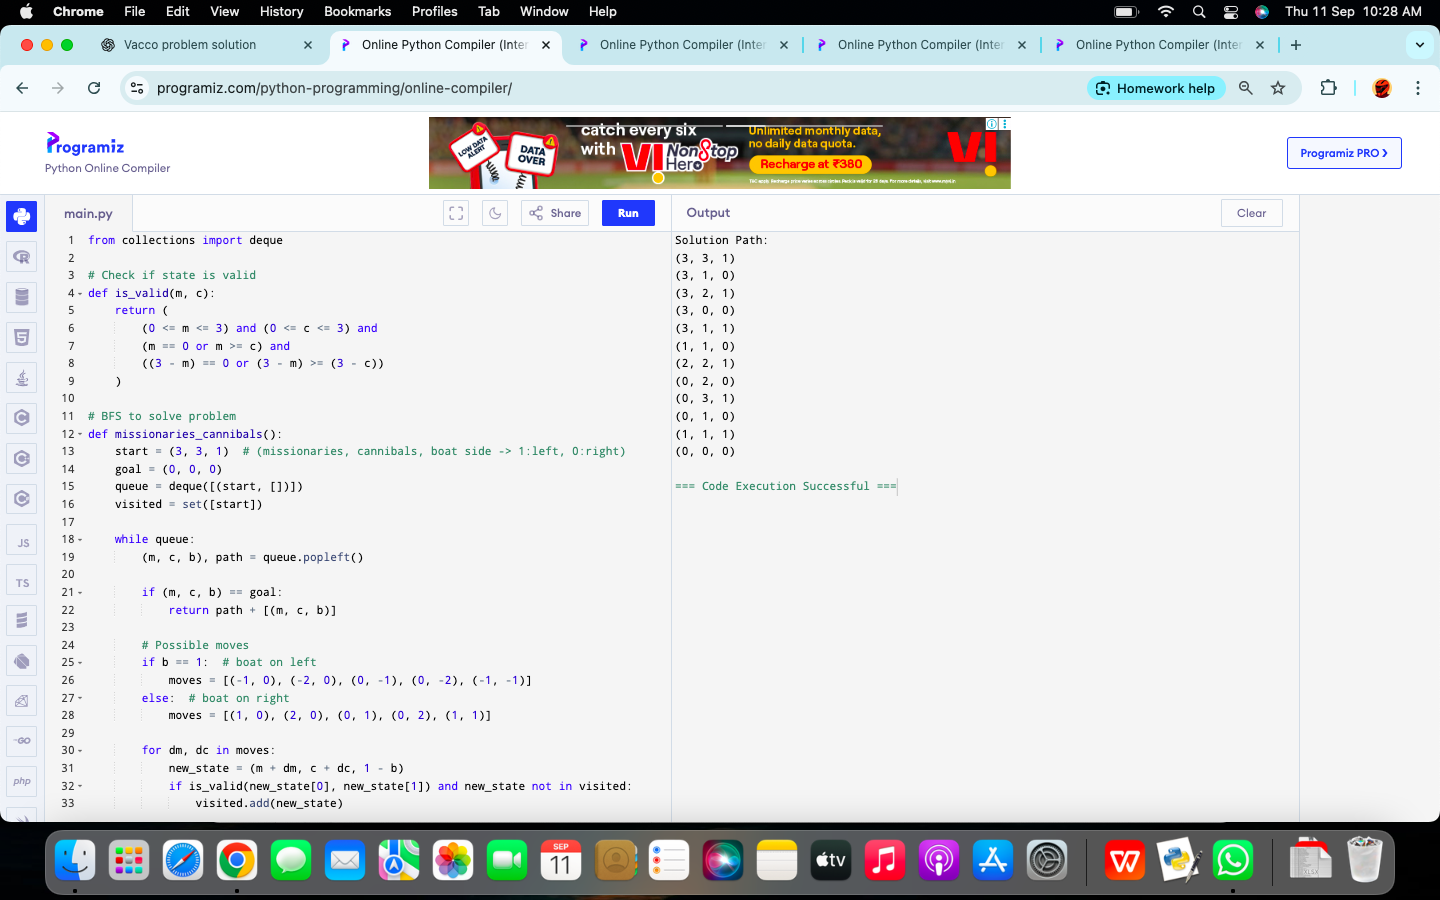 Chrome File Edit View History Bookmarks Profiles Tab Window Help Thu 11 Sep 10:28 AM
Vacco problem solution Online Python Compiler (Inter Online Python Compiler (Inter Online Python Compiler (Inter Online Python Compiler (Inter
programiz.com/python-programming/online-compiler/ Homework help
Programiz
Python Online Compiler
LOW DATA ALERT
DATA OVER
catch every six
with VI NonStop Hero
Unlimited monthly data,
no daily data quota.
Recharge at ₹380
VI
Programiz PRO
main.py Share Run Output Clear
1 from collections import deque
2
3 # Check if state is valid
4 def is_valid(m, c):
5 return (
6 (0 <= m <= 3) and (0 <= c <= 3) and
7 (m == 0 or m >= c) and
8 ((3 - m) == 0 or (3 - m) >= (3 - c))
9 )
10
11 # BFS to solve problem
12 def missionaries_cannibals():
13 start = (3, 3, 1) # (missionaries, cannibals, boat side -> 1:left, 0:right)
14 goal = (0, 0, 0)
15 queue = deque([(start, [])])
16 visited = set([start])
17
18 while queue:
19 (m, c, b), path = queue.popleft()
20
21 if (m, c, b) == goal:
22 return path + [(m, c, b)]
23
24 # Possible moves
25 if b == 1: # boat on left
26 moves = [(-1, 0), (-2, 0), (0, -1), (0, -2), (-1, -1)]
27 else: # boat on right
28 moves = [(1, 0), (2, 0), (0, 1), (0, 2), (1, 1)]
29
30 for dm, dc in moves:
31 new_state = (m + dm, c + dc, 1 - b)
32 if is_valid(new_state[0], new_state[1]) and new_state not in visited:
33 visited.add(new_state)
Solution Path:
(3, 3, 1)
(3, 1, 0)
(3, 2, 1)
(3, 0, 0)
(3, 1, 1)
(1, 1, 0)
(2, 2, 1)
(0, 2, 0)
(0, 3, 1)
(0, 1, 0)
(1, 1, 1)
(0, 0, 0)
=== Code Execution Successful ===
JS
TS
GO
php
SEP
11
tv